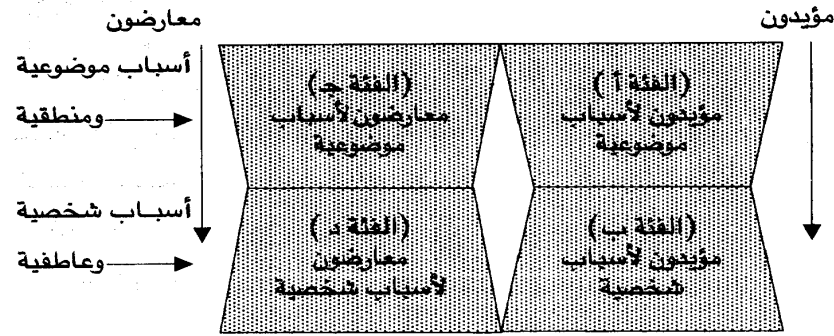 مؤيدون
معارضون
(الفئة أ)
مؤيدون لأسباب
موضوعية
(الفئة جـ)
معارضون لأسباب
موضوعية
أسباب موضوعية
ومنطقية
(الفئة ب)
مؤيدون لأسباب
شخصية
(الفئة د)
معارضون
لأسباب شخصية
أسباب شخصية
وعاطفية